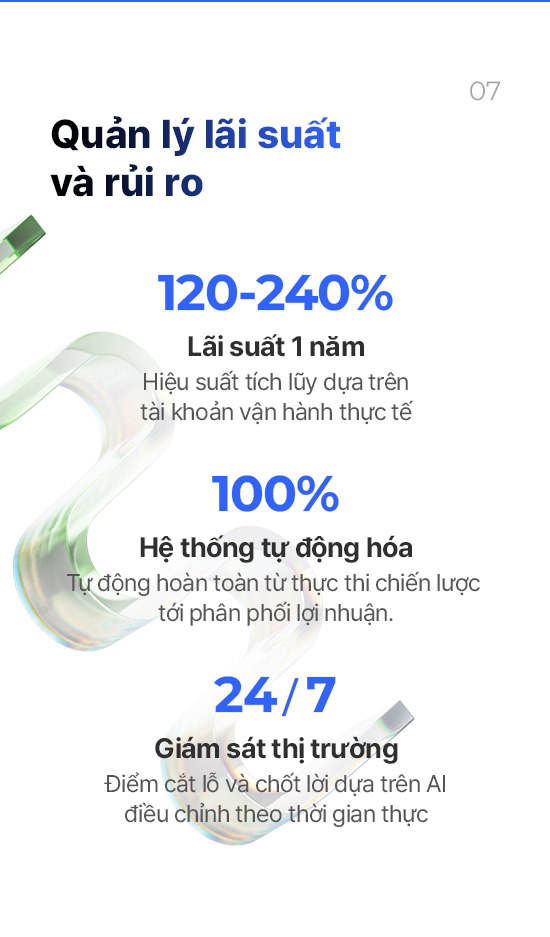 07
Quản lý lãi suất
và rủi ro
120-240%
Lãi suất 1 năm
Hiệu suất tích lũy dựa trên
tài khoản vận hành thực tế
100%
Hệ thống tự động hóa
Tự động hoàn toàn từ thực thi chiến lược
tới phân phối lợi nhuận.
24/7
Giám sát thị trường
Điểm cắt lỗ và chốt lời dựa trên AI
điều chỉnh theo thời gian thực